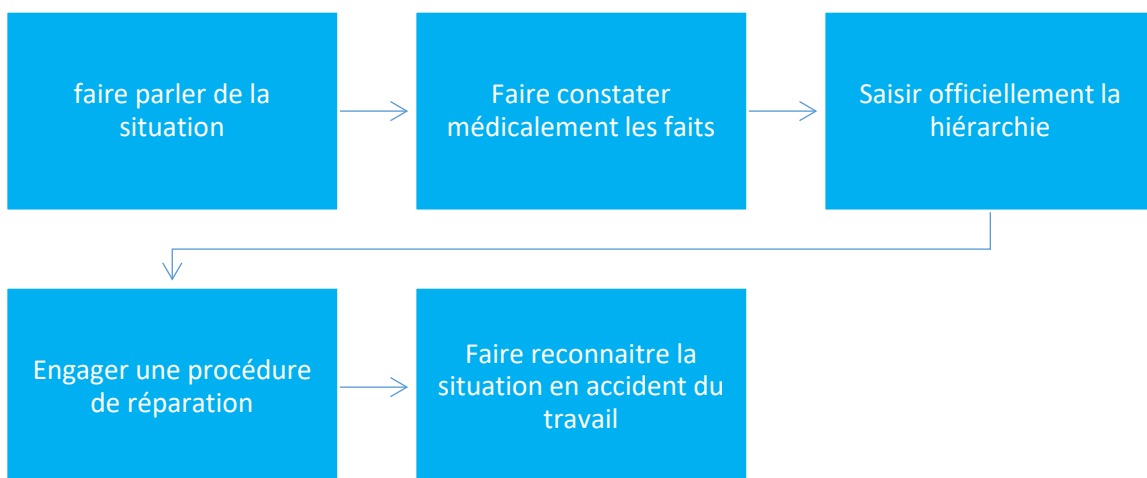 faire parler de la
situation
Faire constater
médicalement les faits
Saisir officiellement la
hiérarchie
Engager une procédure
de réparation
Faire reconnaitre la
situation en accident du
travail